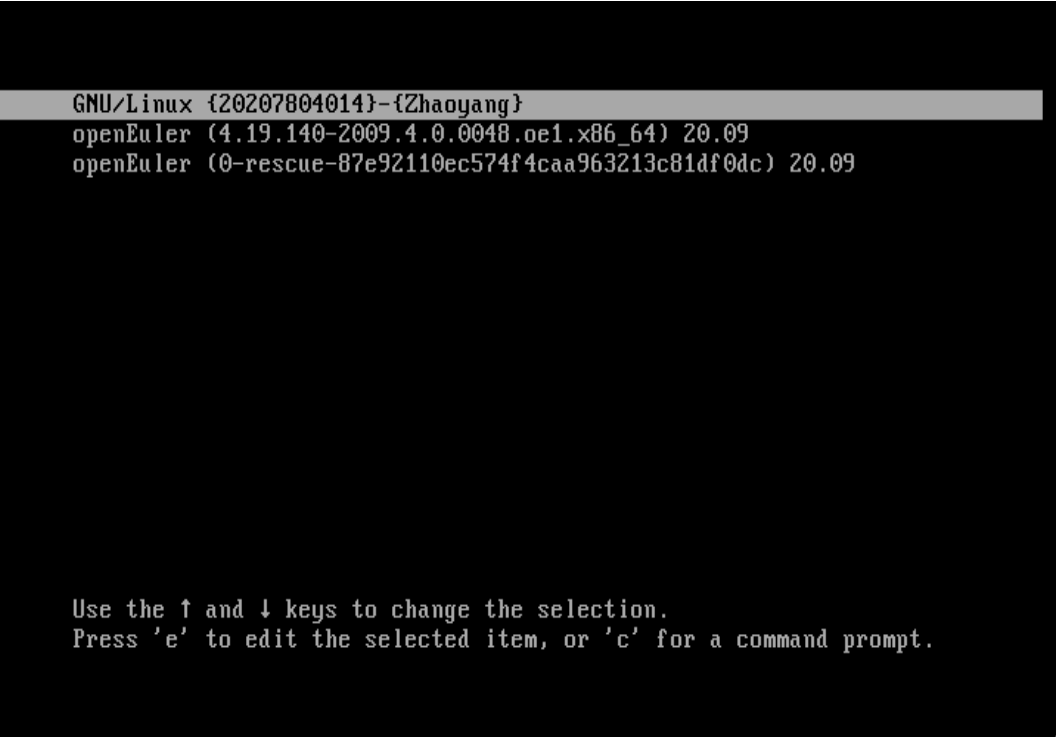 GNU/Linux {20207804014}-{Zhaoyang}
openEuler (4.19.140-2009.4.0.0048.oe1.x86_64) 20.09
openEuler (0-rescue-87e92110ec574f4caa963213c81df0dc) 20.09
Use the ↑ and ↓ keys to change the selection.
Press 'e' to edit the selected item, or 'c' for a command prompt.